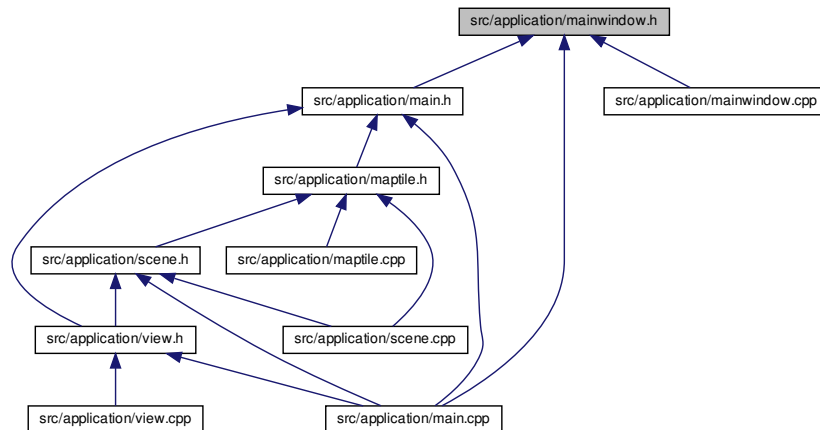 src/application/mainwindow.h
src/application/main.h
src/application/mainwindow.cpp
src/application/maptile.h
src/application/scene.h
src/application/maptile.cpp
src/application/view.h
src/application/scene.cpp
src/application/view.cpp
src/application/main.cpp